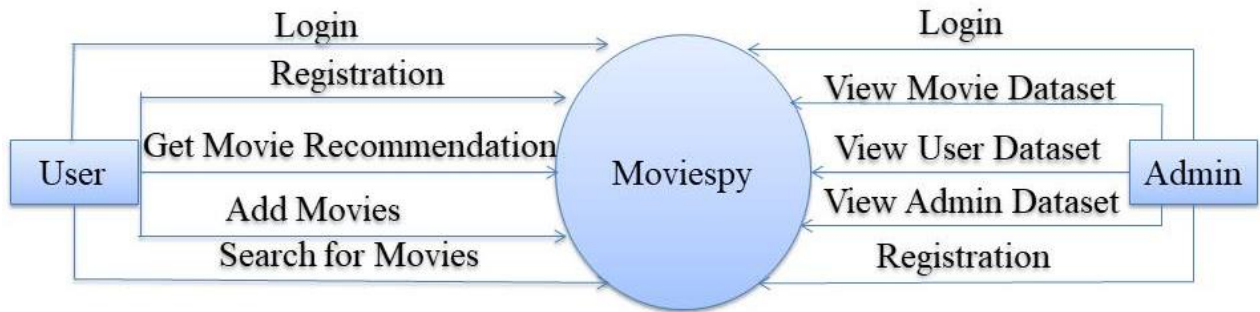 Login
Registration
Get Movie Recommendation
User
Add Movies
Search for Movies
Moviespy
Login
View Movie Dataset
View User Dataset
Admin
View Admin Dataset
Registration